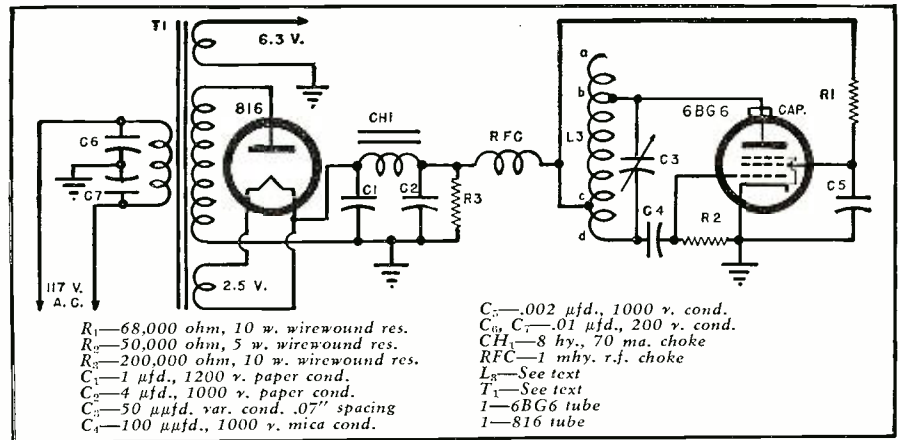 T1
6.3 V.
816
CH1
RFC
a
b
L3
c
d
C3
6BG6
CAP.
R1
C6
C7
C1
C2
R3
C4
R2
C5
2.5 V.
117 V.
A.C.
R1—68,000 ohm, 10 w. wirewound res.
R2—50,000 ohm, 5 w. wirewound res.
R3—200,000 ohm, 10 w. wirewound res.
C1—1 µfd., 1200 v. paper cond.
C2—4 µfd., 1000 v. paper cond.
C3—50 µµfd. var. cond. .07" spacing
C4—100 µµfd., 1000 v. mica cond.
C5—.002 µfd., 1000 v. cond.
C6, C7—.01 µfd., 200 v. cond.
CH1—8 hy., 70 ma. choke
RFC—1 mhy. r.f. choke
L3—See text
T1—See text
1—6BG6 tube
1—816 tube